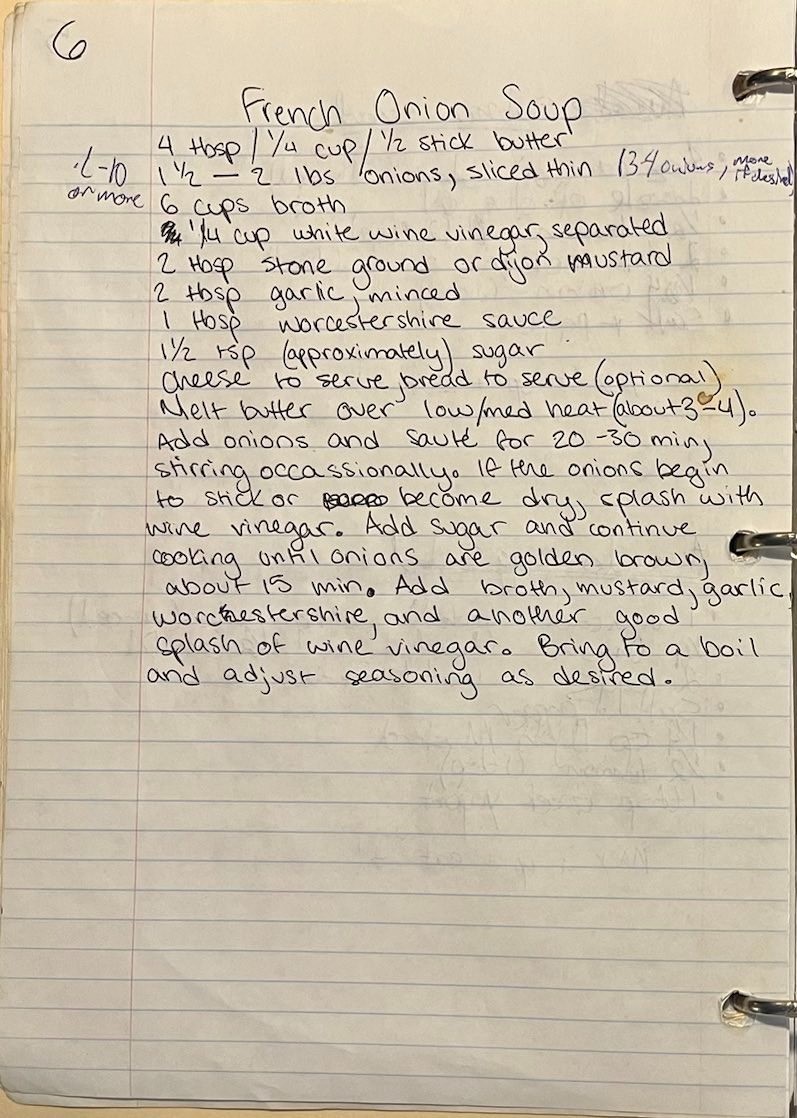 6
French Onion Soup
4 tbsp / 1/4 cup / 1/2 stick butter
1 1/2 — 2 lbs onions, sliced thin 3-4 onions, more if desired
or more
6 cups broth
1/4 cup white wine vinegar, separated
2 tbsp stone ground or dijon mustard
2 tbsp garlic, minced
1 tbsp worcestershire sauce
1 1/2 tsp (approximately) sugar
cheese to serve, bread to serve (optional)
Melt butter over low/med heat (about 3-4).
Add onions and sauté for 20-30 min,
stirring occassionally. If the onions begin
to stick or become dry, splash with
wine vinegar. Add sugar and continue
cooking until onions are golden brown,
about 15 min. Add broth, mustard, garlic,
worchestershire, and another good
splash of wine vinegar. Bring to a boil
and adjust seasoning as desired.